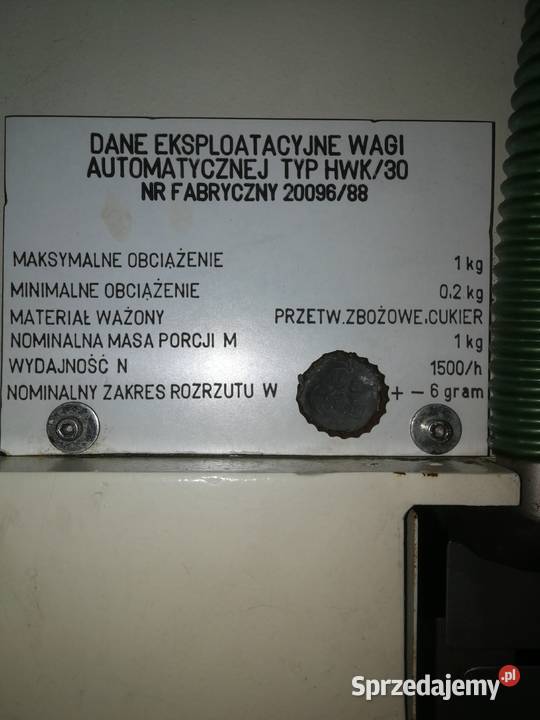 DANE EKSPLOATACYJNE WAGI
AUTOMATYCZNEJ TYP HWK/30
NR FABRYCZNY 20096/88
MAKSYMALNE OBCIĄŻENIE 1 kg
MINIMALNE OBCIĄŻENIE 0.2 kg
MATERIAŁ WAŻONY PRZETW.ZBOŻOWE.CUKIER
NOMINALNA MASA PORCJI M 1 kg
WYDAJNOŚĆ N 1500/h
NOMINALNY ZAKRES ROZRZUTU W + - 6 gram
Sprzedajemy.pl